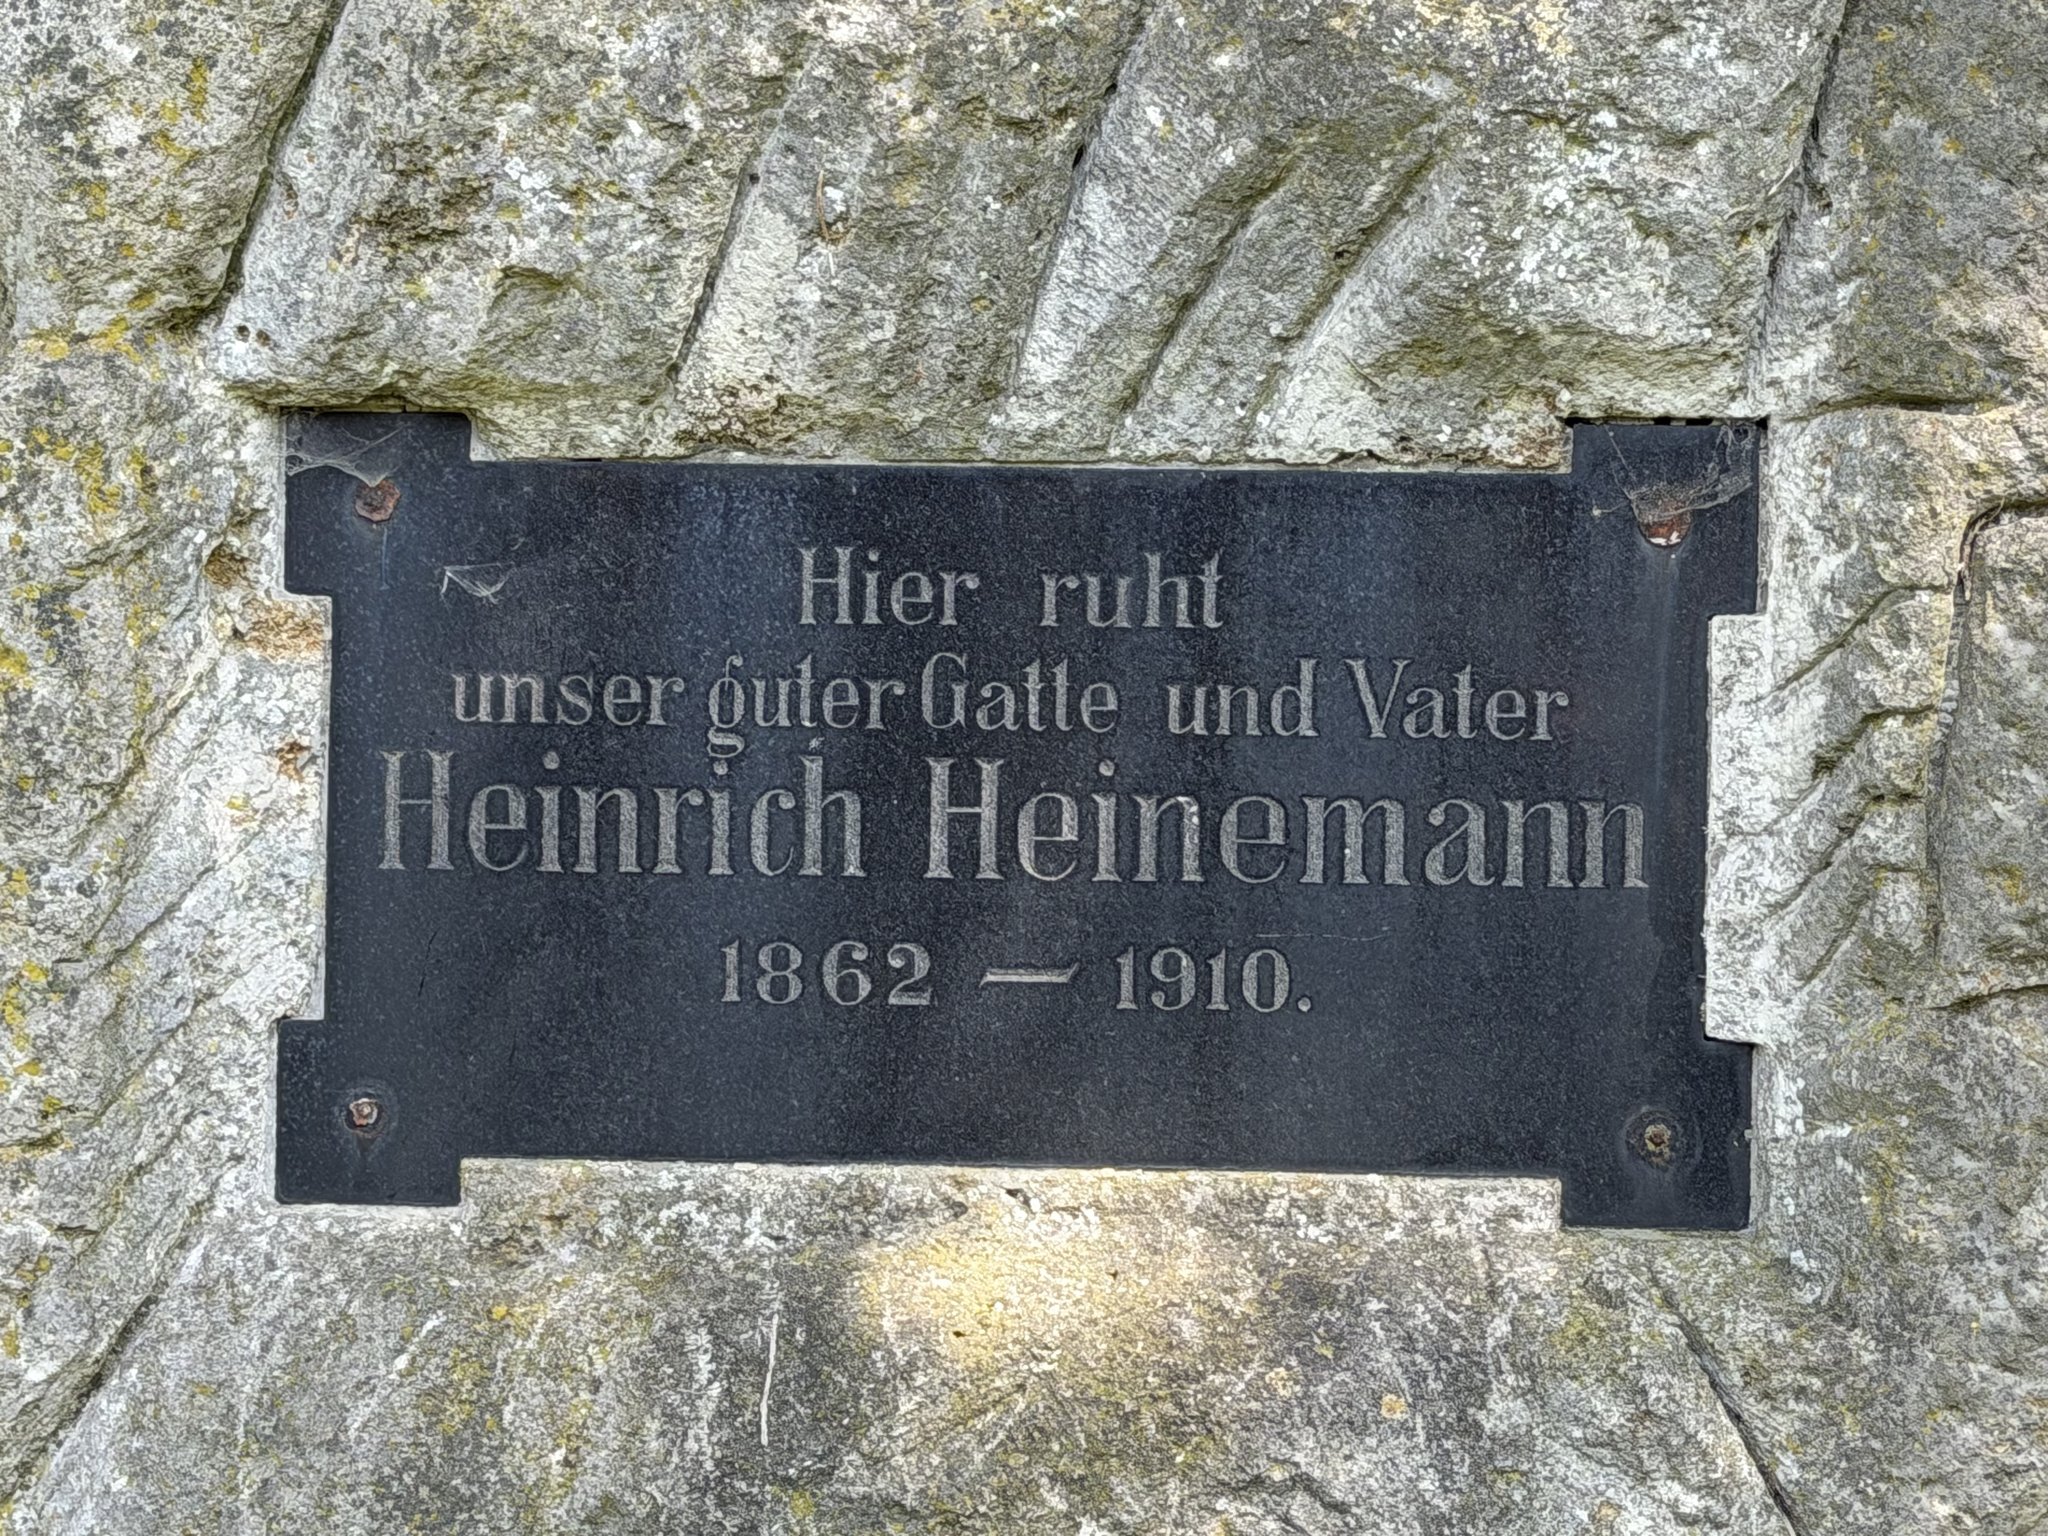 Hier ruht
unser guter Gatte und Vater
Heinrich Heinemann
1862 — 1910.